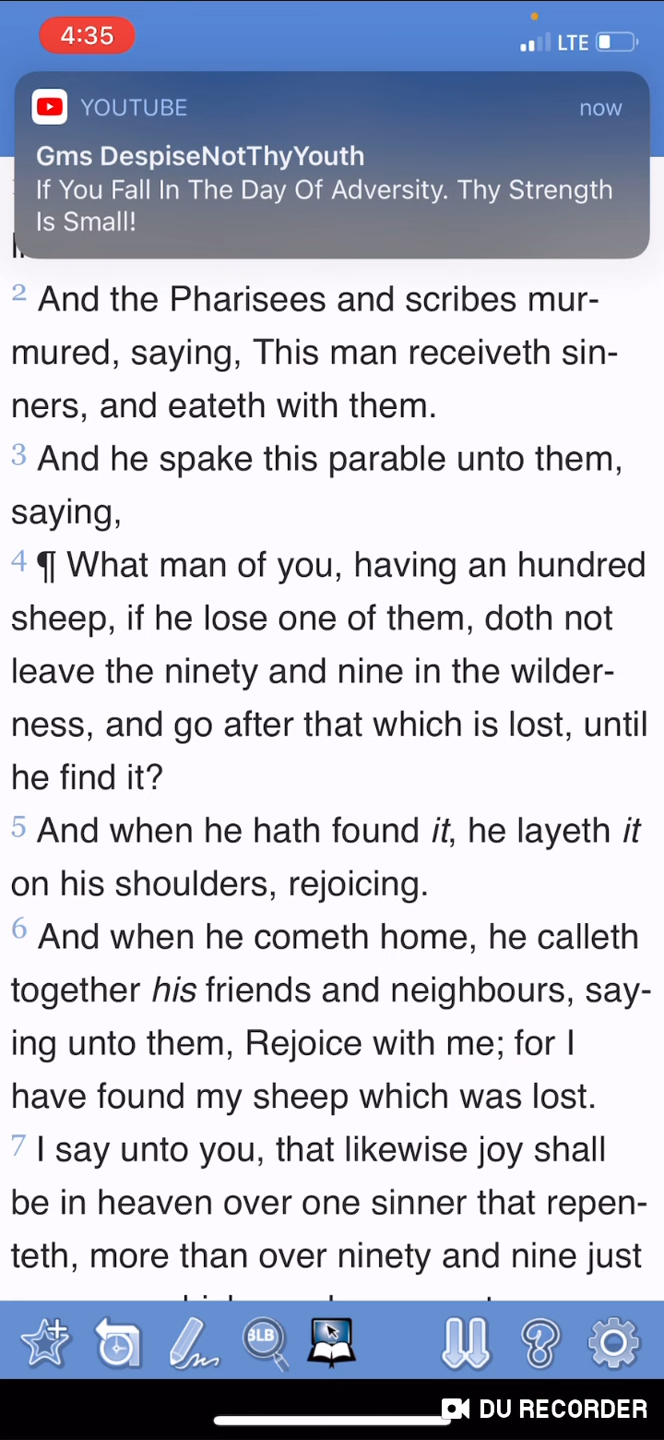 4:35
LTE
YOUTUBE
now
Gms DespiseNotThyYouth
If You Fall In The Day Of Adversity. Thy Strength
Is Small!
2 And the Pharisees and scribes mur-
mured, saying, This man receiveth sin-
ners, and eateth with them.
3 And he spake this parable unto them,
saying,
4 ¶ What man of you, having an hundred
sheep, if he lose one of them, doth not
leave the ninety and nine in the wilder-
ness, and go after that which is lost, until
he find it?
5 And when he hath found it, he layeth it
on his shoulders, rejoicing.
6 And when he cometh home, he calleth
together his friends and neighbours, say-
ing unto them, Rejoice with me; for I
have found my sheep which was lost.
7 I say unto you, that likewise joy shall
be in heaven over one sinner that repen-
teth, more than over ninety and nine just
BLB
DU RECORDER